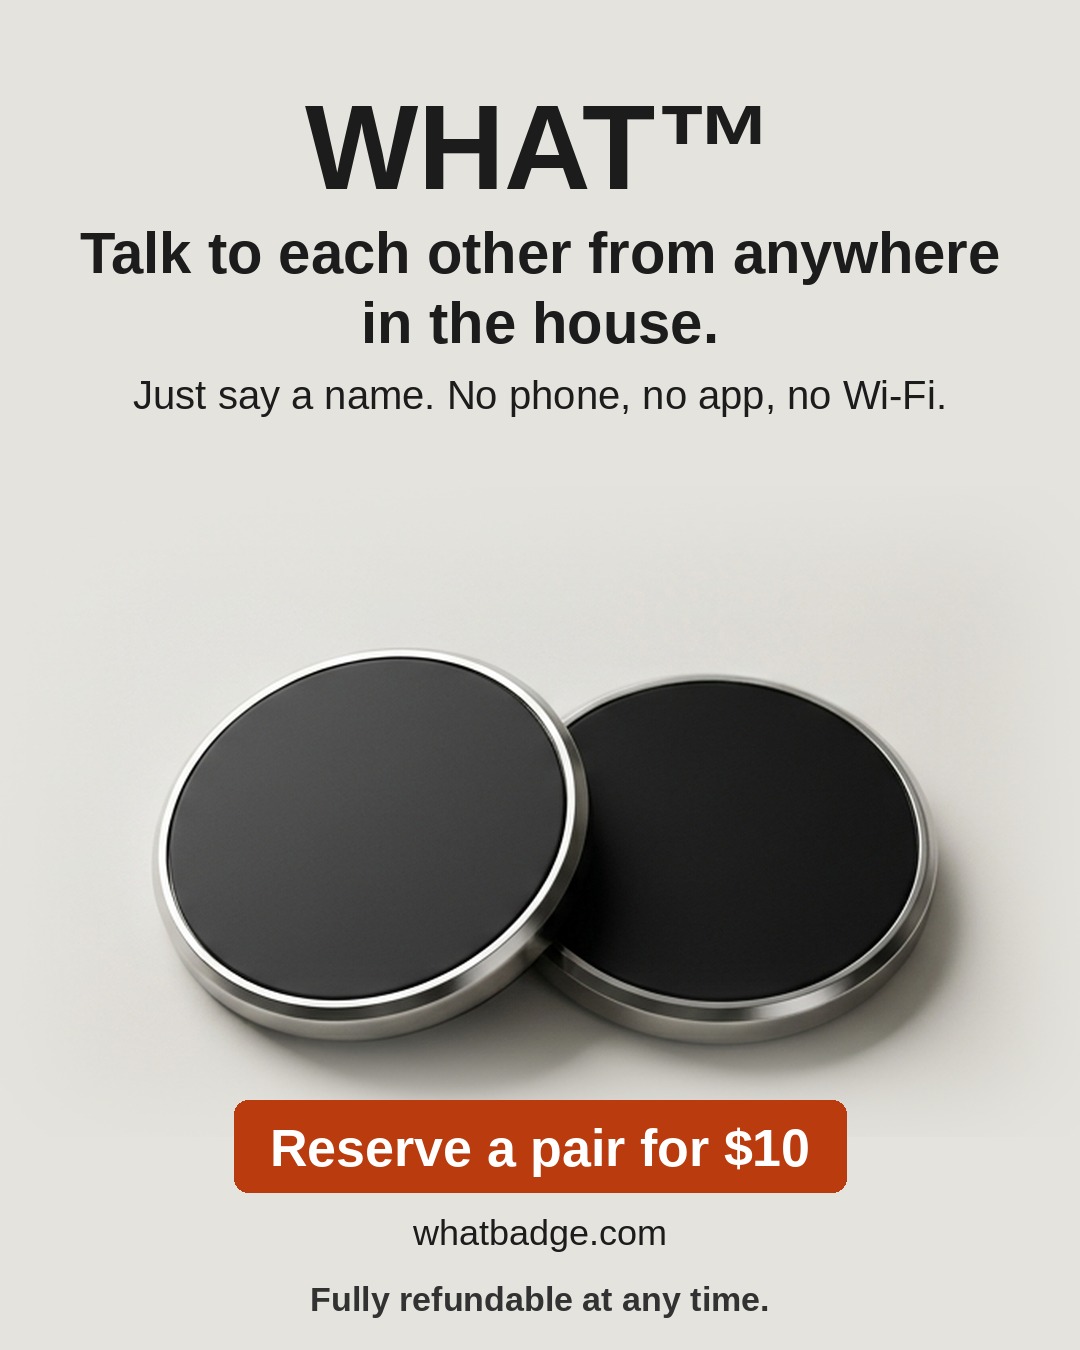 WHAT™
Talk to each other from anywhere
in the house.
Just say a name. No phone, no app, no Wi-Fi.
Reserve a pair for $10
whatbadge.com
Fully refundable at any time.